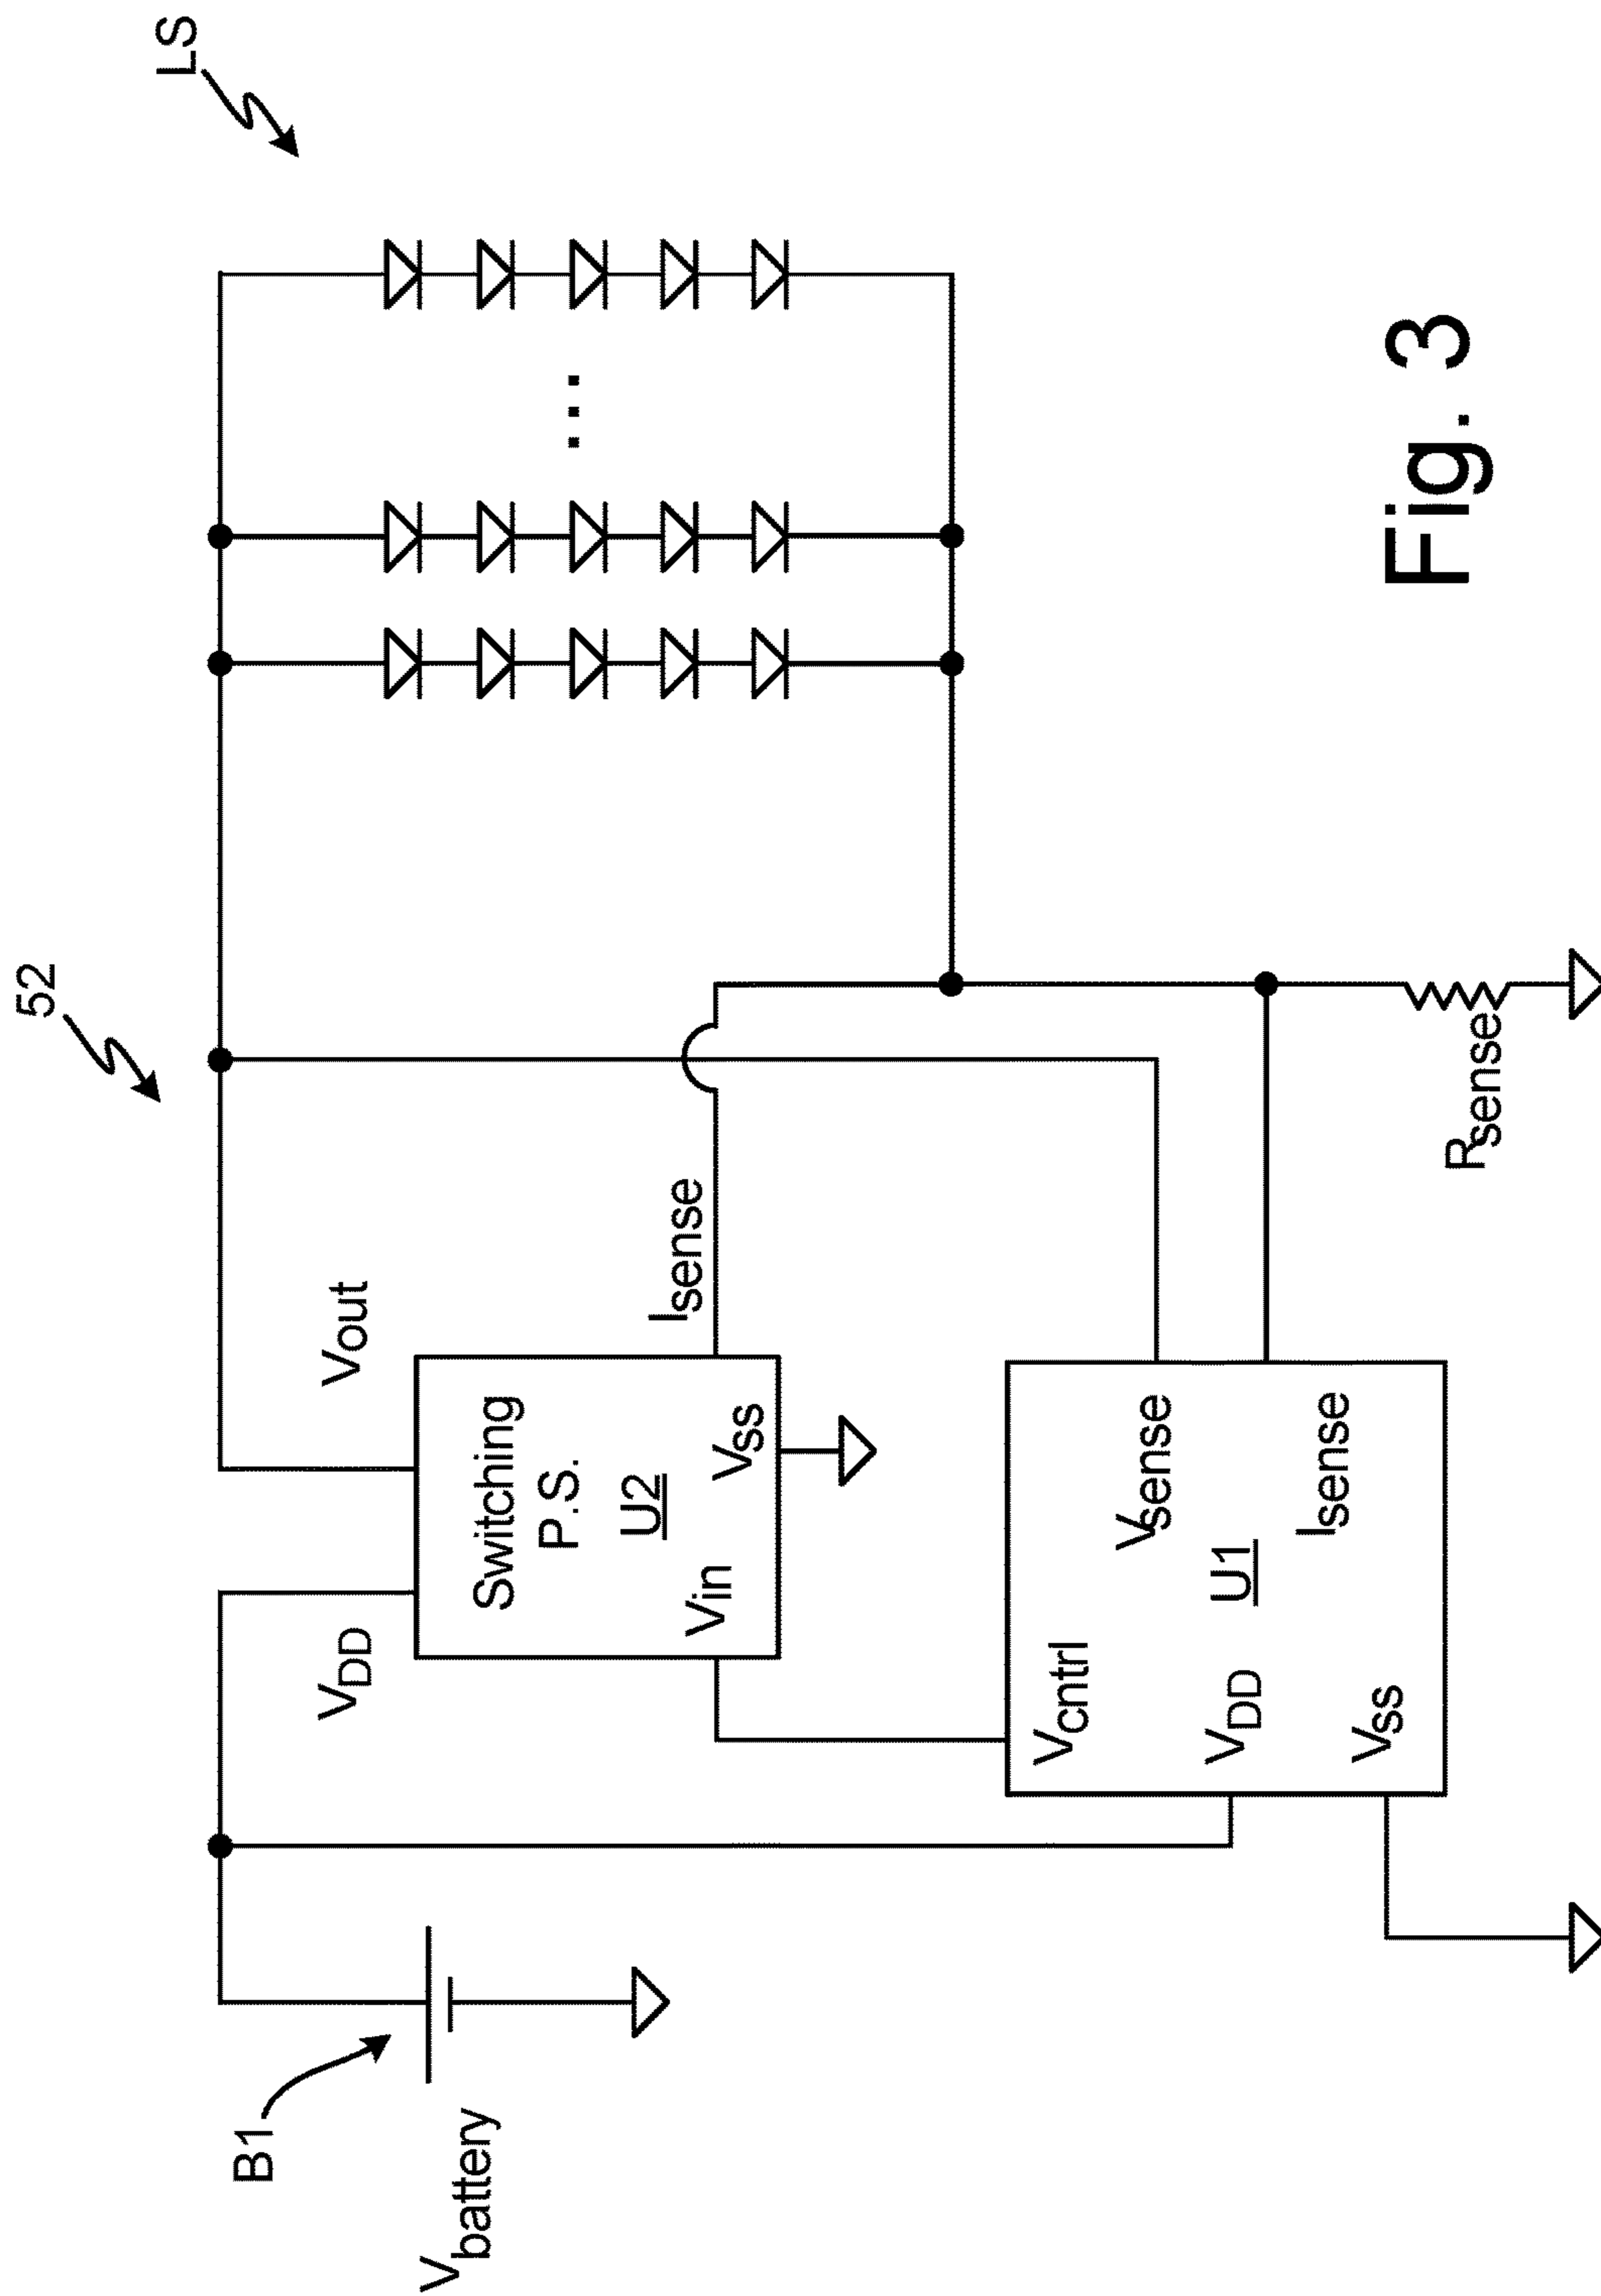 52
LS
B1
Vbattery
VDD
Vout
Switching
P.S.
U2
Vin
Vss
Isense
Vcntrl
Vsense
U1
VDD
Isense
Vss
Rsense
Fig. 3